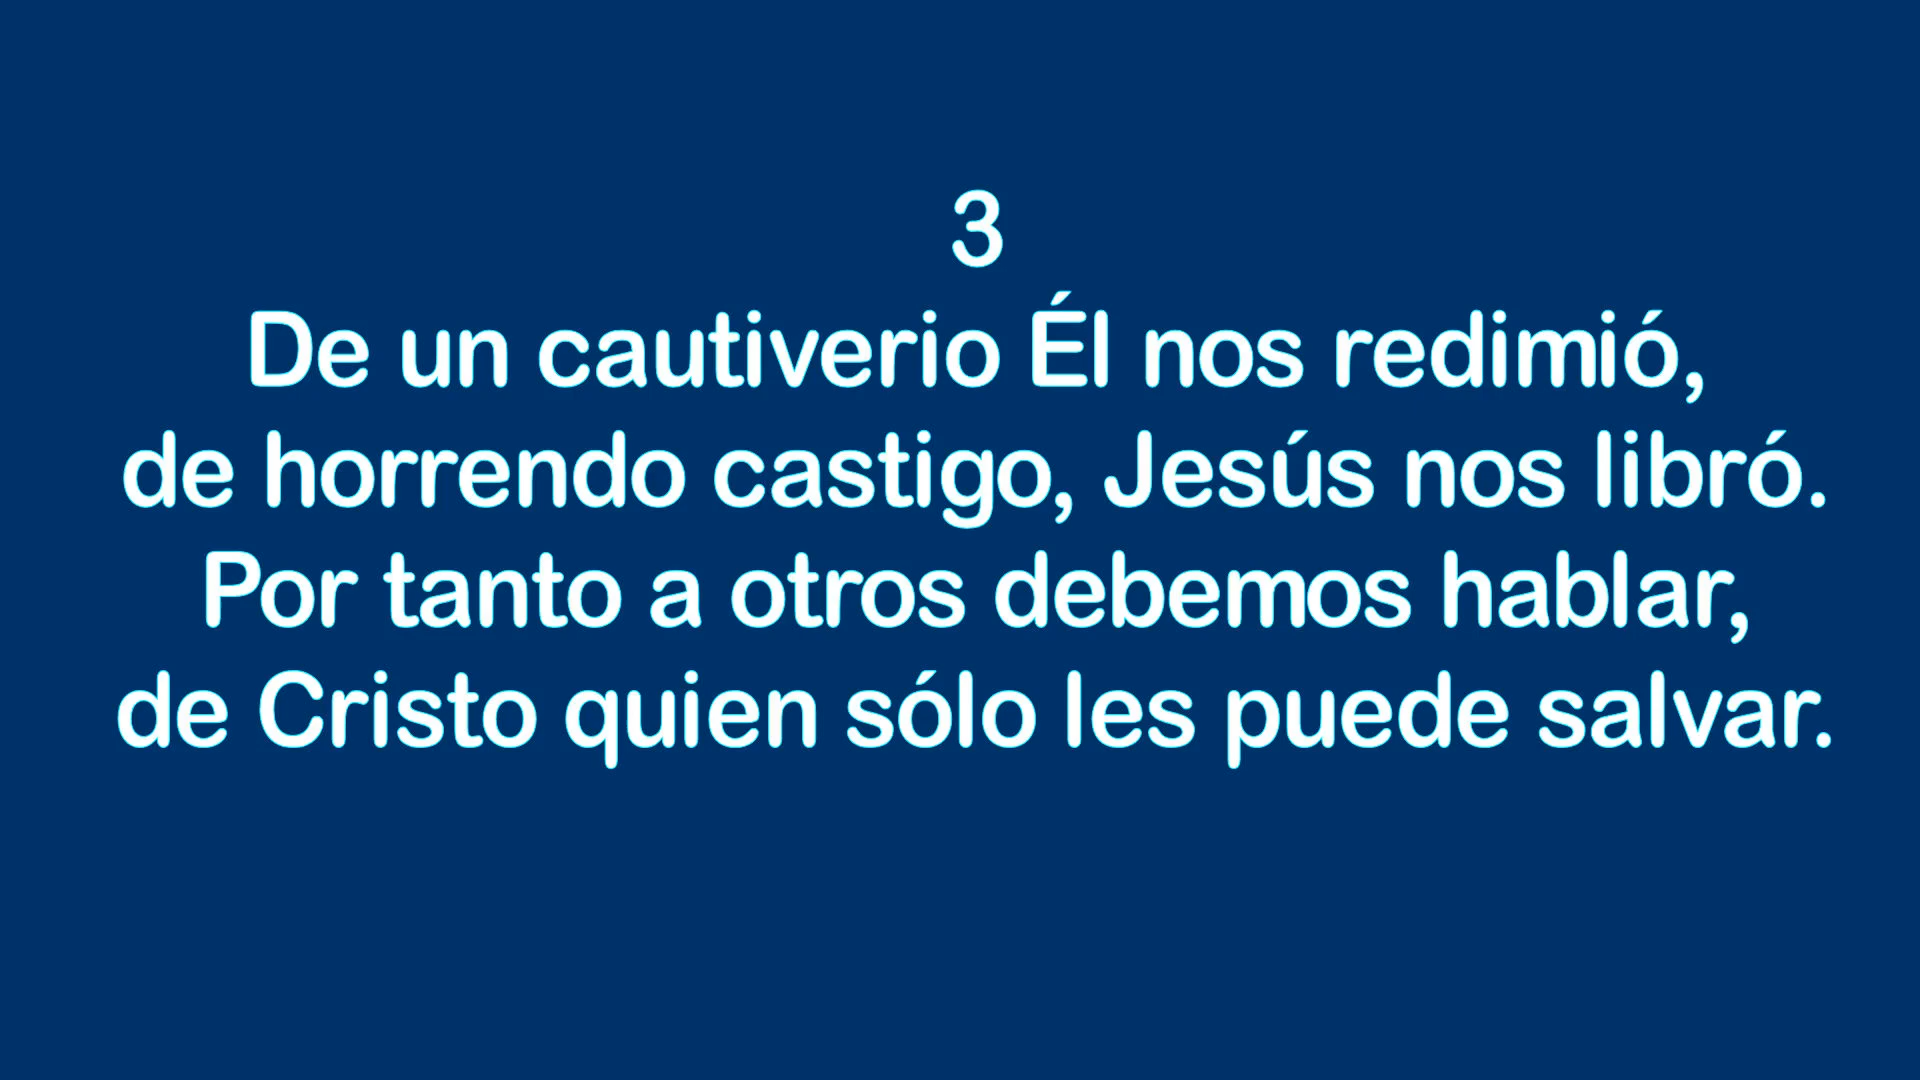 3
De un cautiverio Él nos redimió,
de horrendo castigo, Jesús nos libró.
Por tanto a otros debemos hablar,
de Cristo quien sólo les puede salvar.